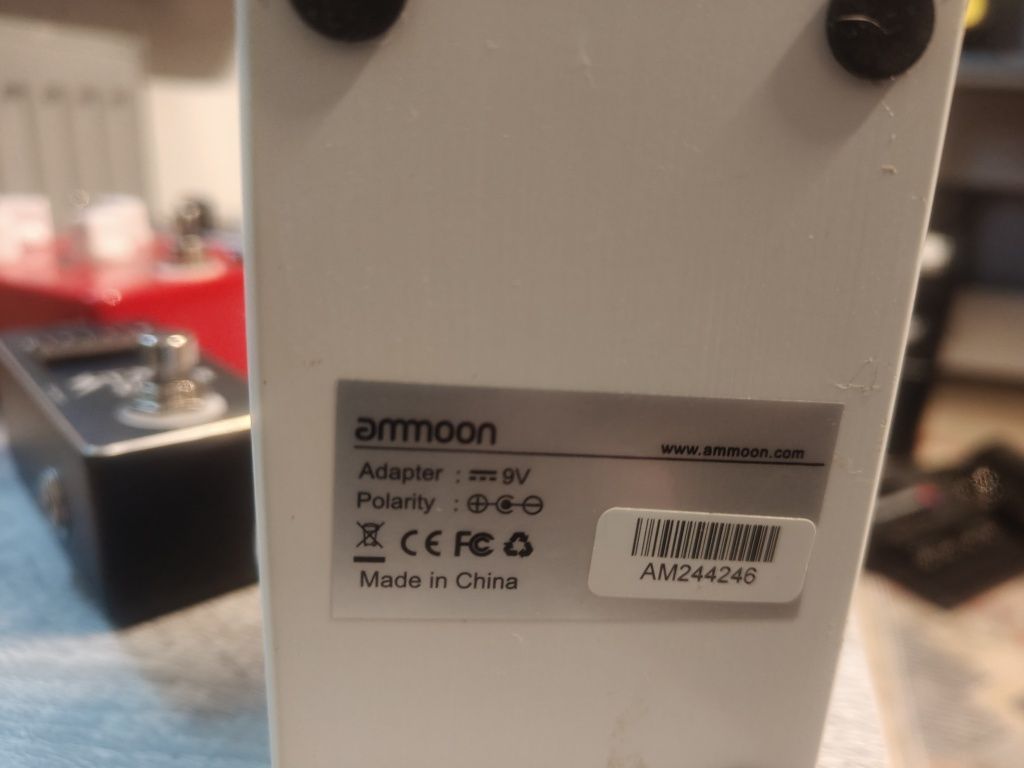 ammoon
www.ammoon.com
Adapter : 9V
Polarity :
CE FC
Made in China
AM244246